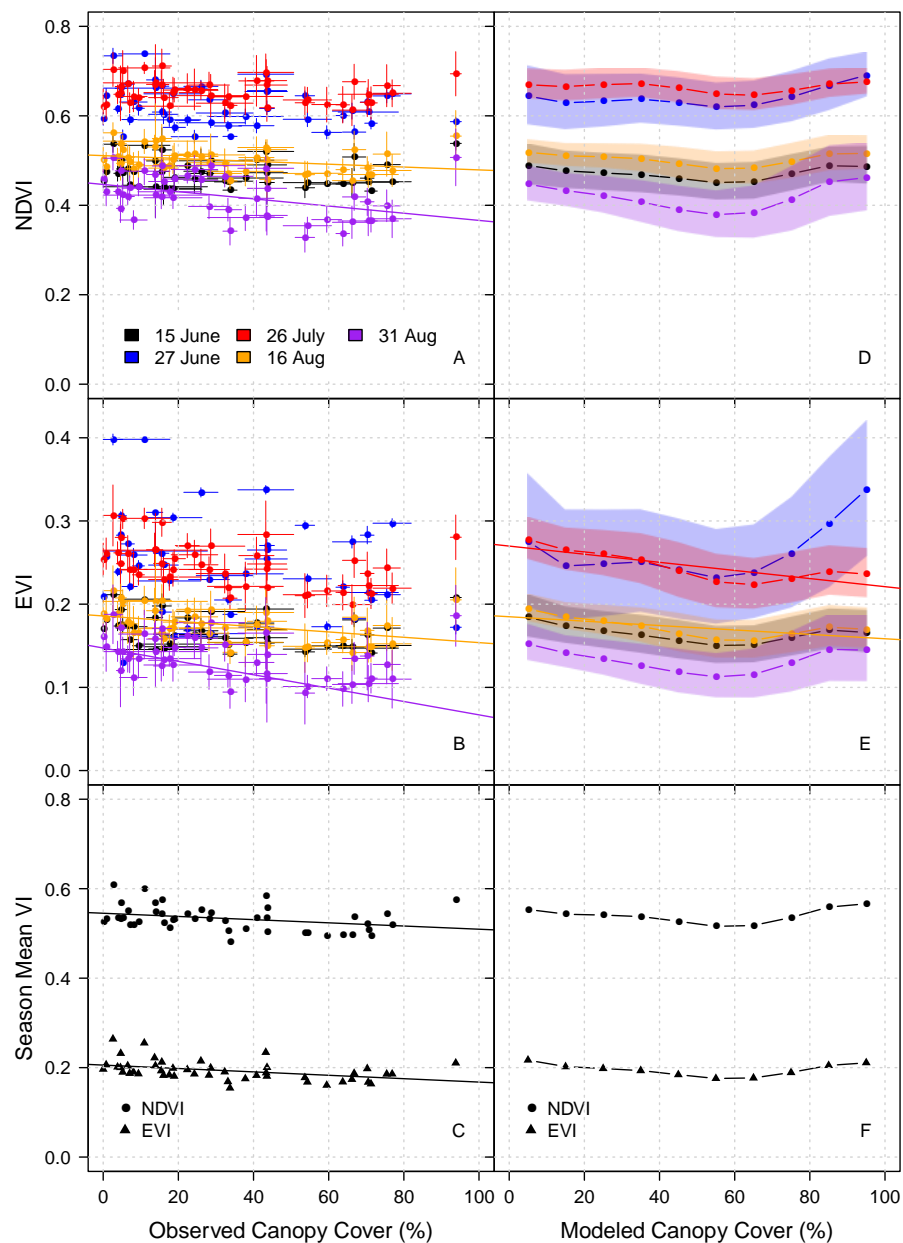 0.8
0.6
0.4
0.2
0.0
NDVI
15 June
26 July
31 Aug
27 June
16 Aug
A
D
0.4
0.3
0.2
0.1
0.0
EVI
B
E
0.8
0.6
0.4
0.2
0.0
Season Mean VI
NDVI
EVI
C
NDVI
EVI
F
0 20 40 60 80 100
0 20 40 60 80 100
Observed Canopy Cover (%)
Modeled Canopy Cover (%)